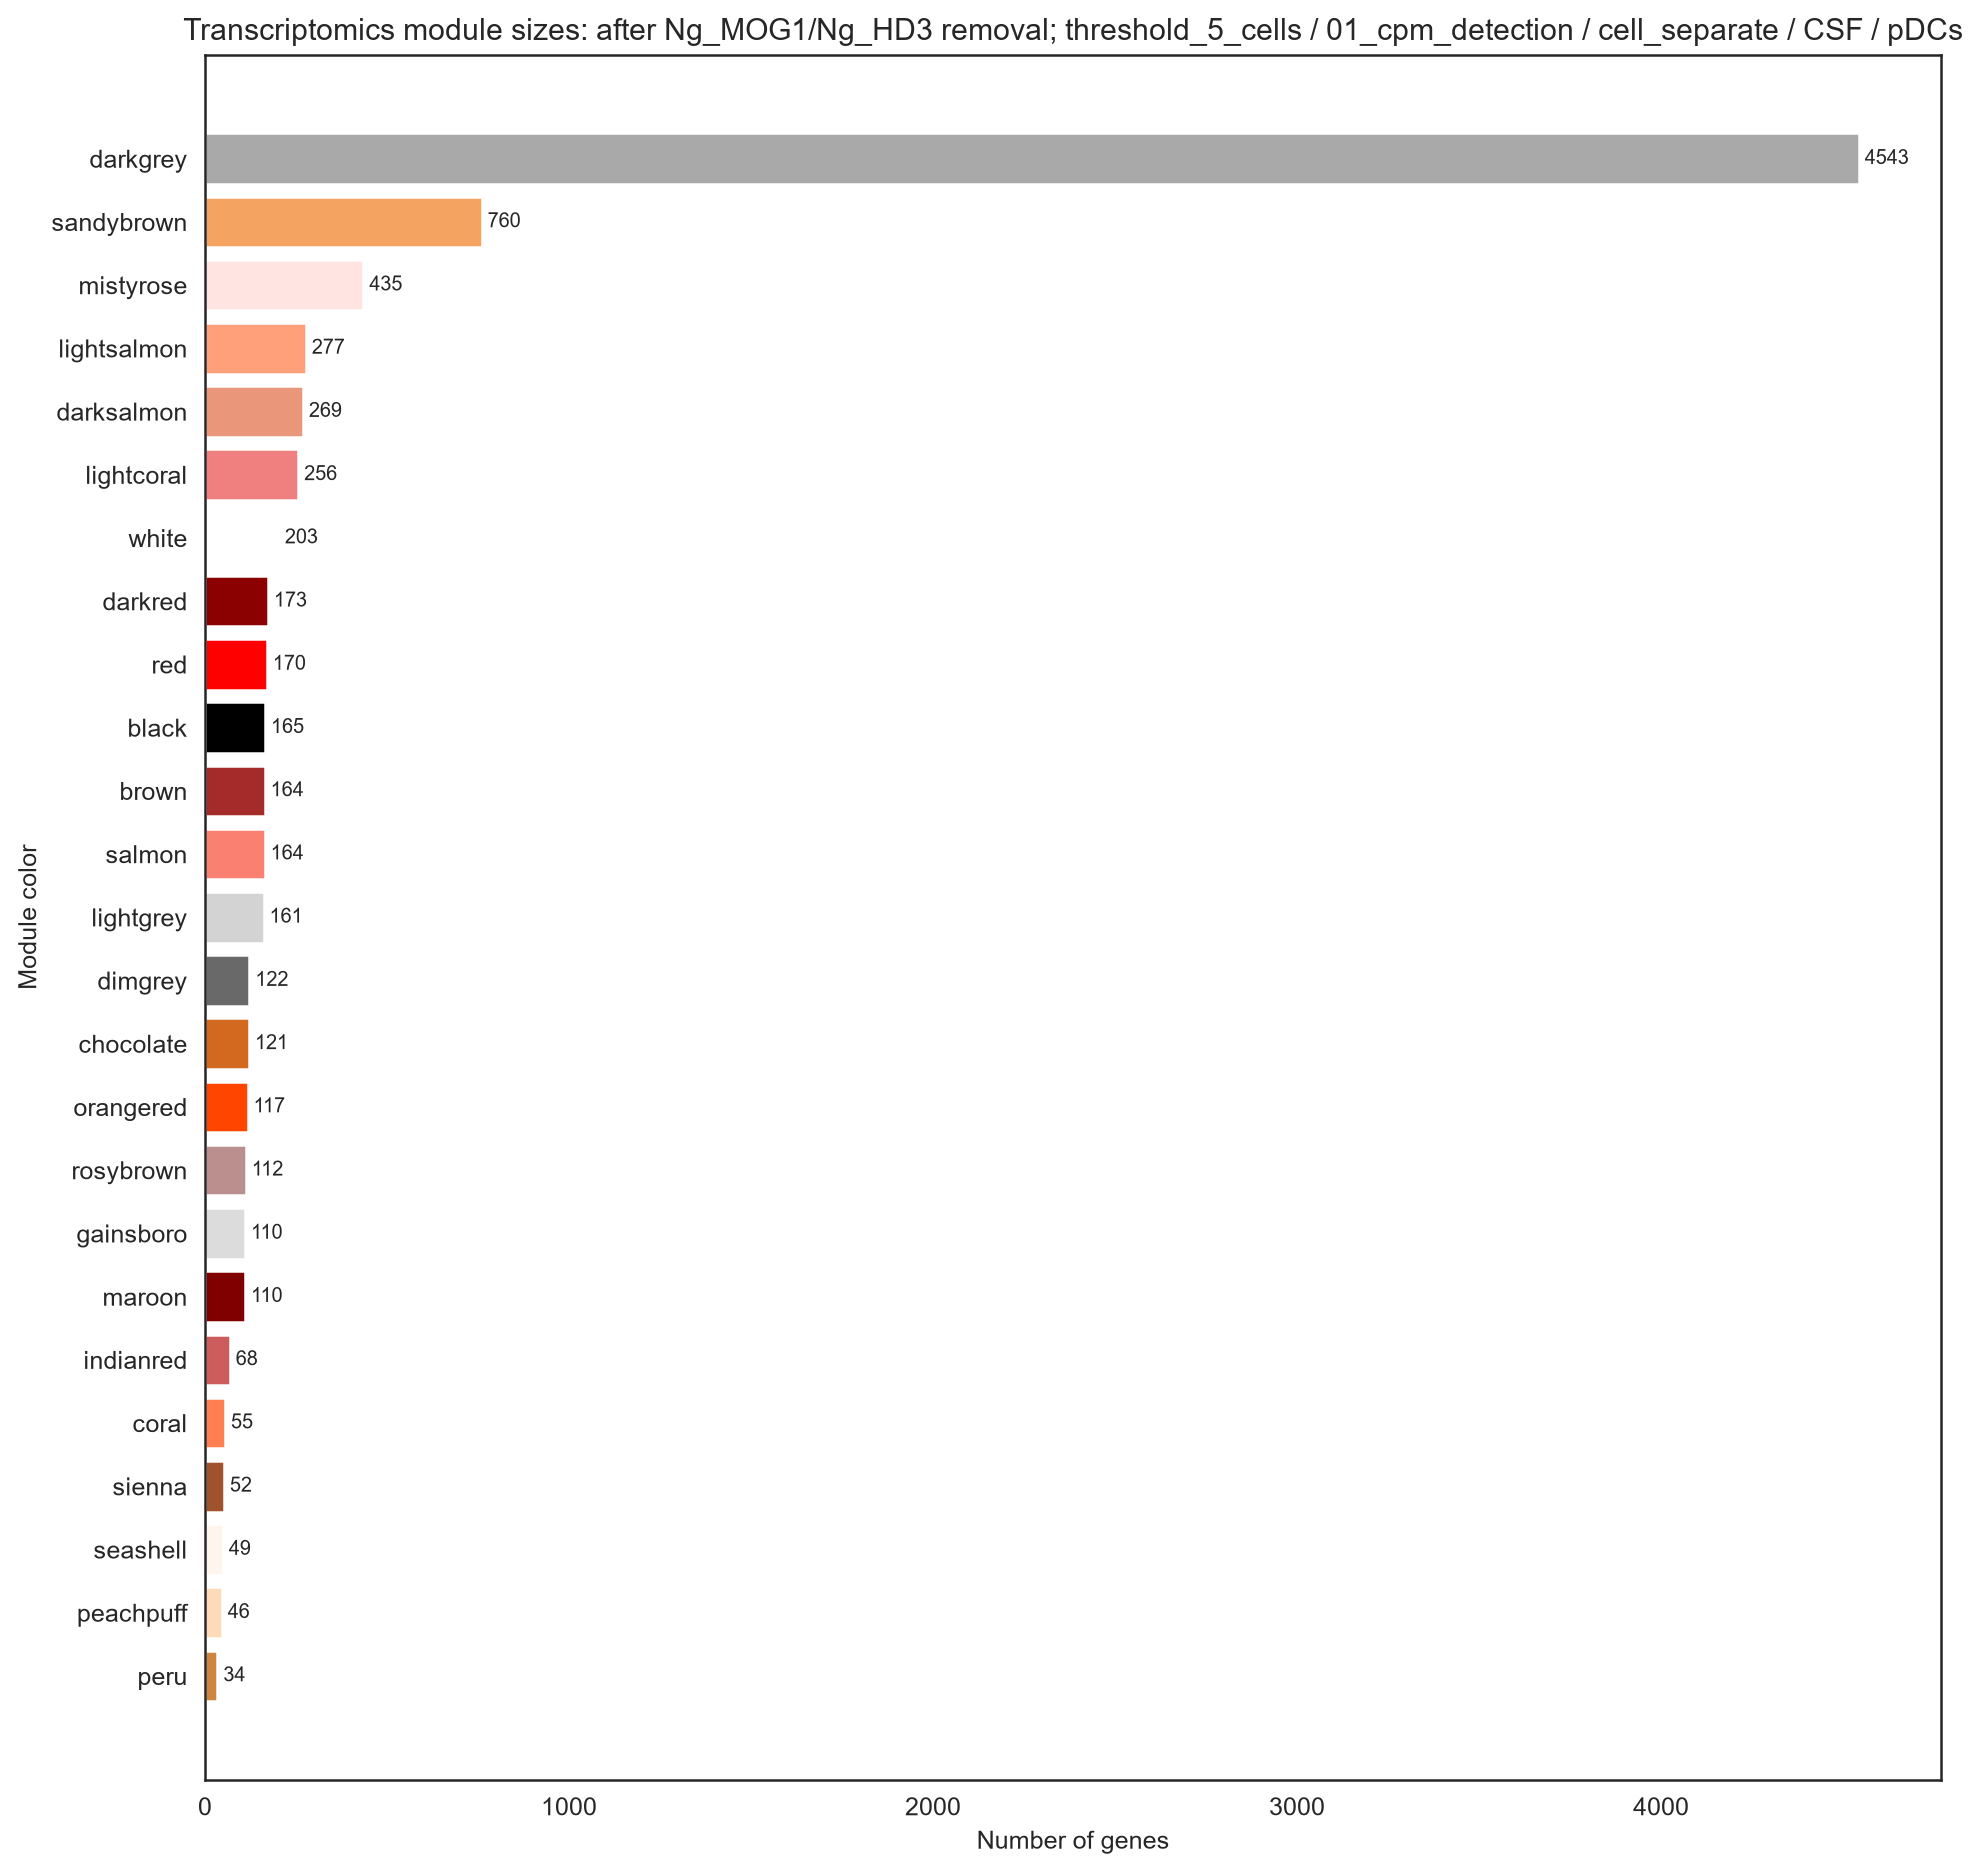 Transcriptomics module sizes: after Ng_MOG1/Ng_HD3 removal; threshold_5_cells / 01_cpm_detection / cell_separate / CSF / pDCs
darkgrey 4543
sandybrown 760
mistyrose 435
lightsalmon 277
darksalmon 269
lightcoral 256
white 203
darkred 173
red 170
black 165
brown 164
salmon 164
lightgrey 161
dimgrey 122
chocolate 121
orangered 117
rosybrown 112
gainsboro 110
maroon 110
indianred 68
coral 55
sienna 52
seashell 49
peachpuff 46
peru 34
Module color
0 1000 2000 3000 4000
Number of genes